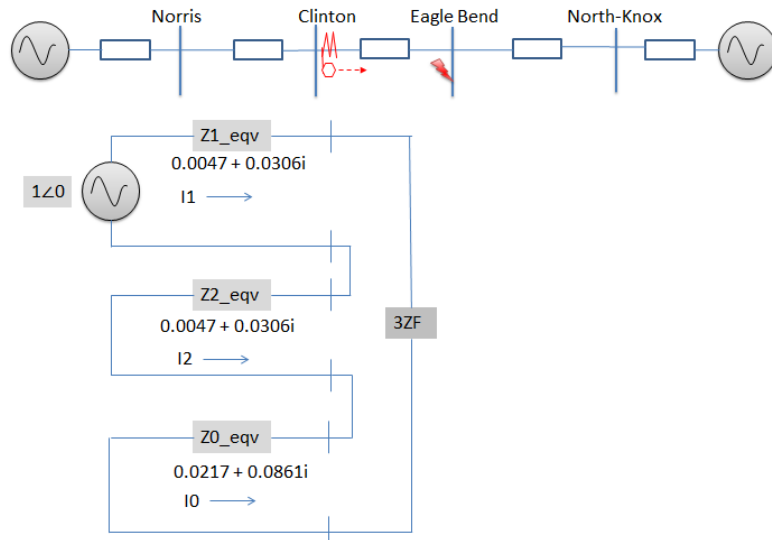 Norris Clinton Eagle Bend North-Knox
Z1_eqv
0.0047 + 0.0306i
1∠0
I1
Z2_eqv
0.0047 + 0.0306i
3ZF
I2
Z0_eqv
0.0217 + 0.0861i
I0